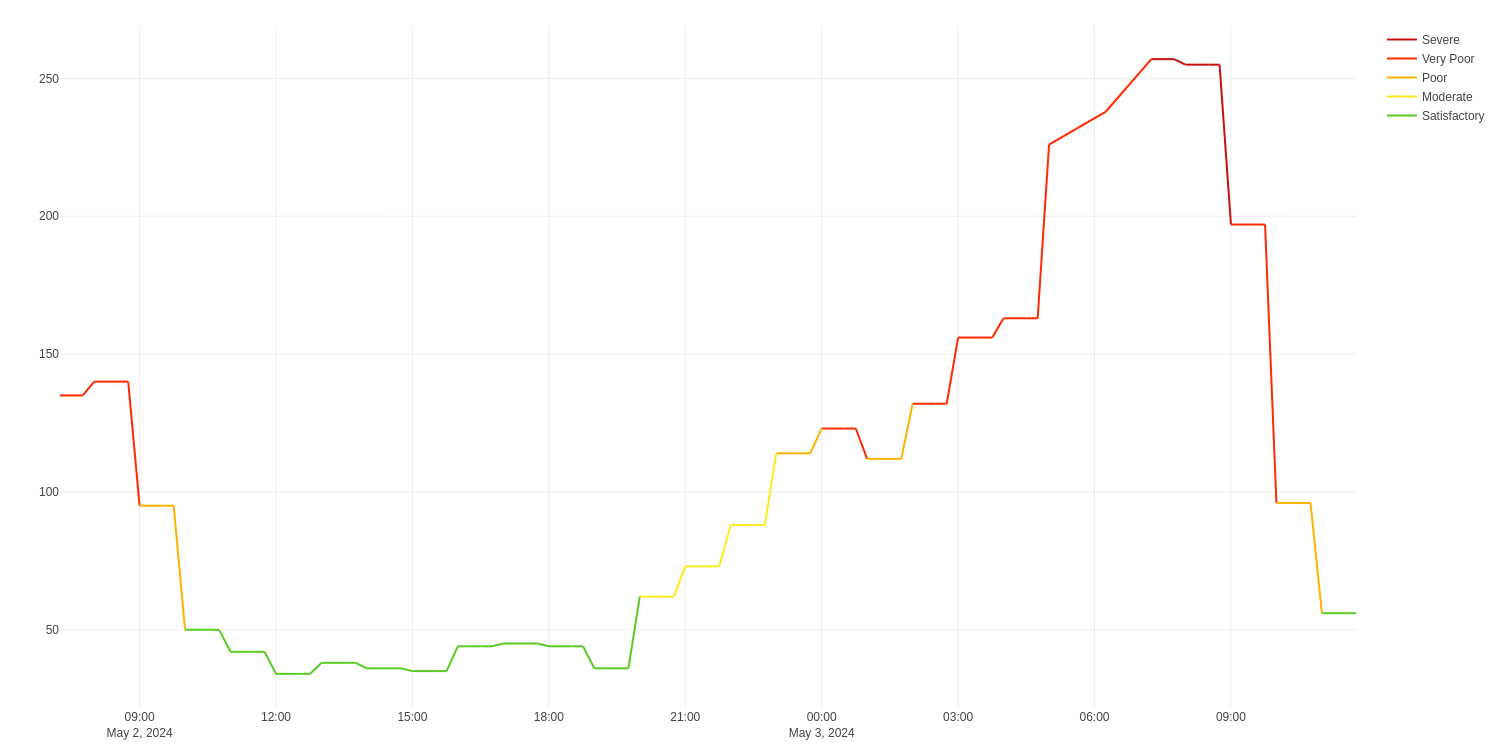 250
200
150
100
50
09:00
May 2, 2024
12:00
15:00
18:00
21:00
00:00
May 3, 2024
03:00
06:00
09:00
Severe
Very Poor
Poor
Moderate
Satisfactory